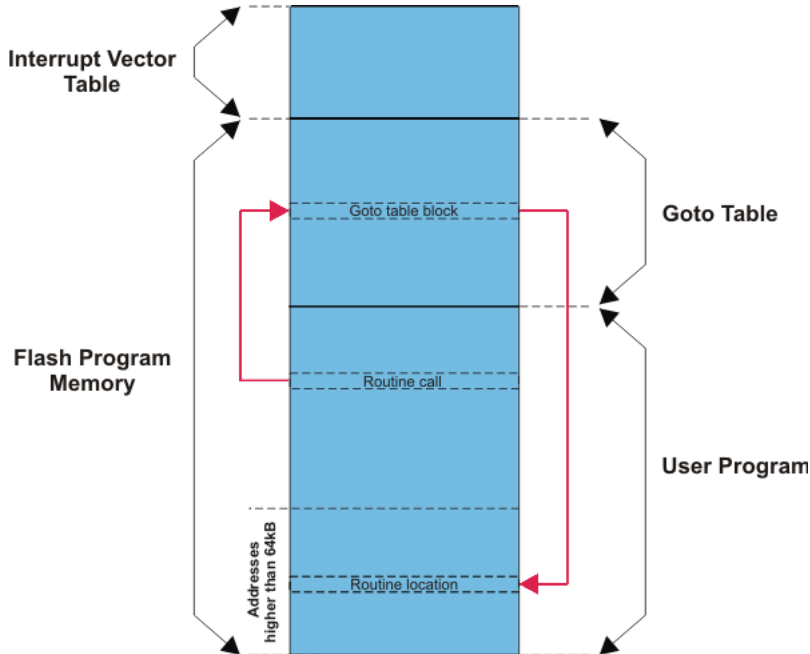 Interrupt Vector
Table
Goto table block
Goto Table
Flash Program
Memory
Routine call
User Program
Addresses
higher than 64kB
Routine location